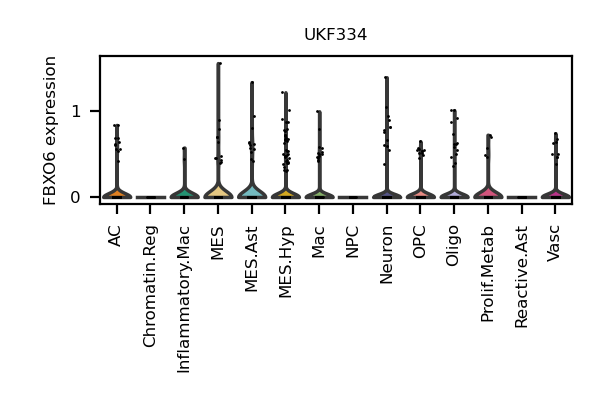 UKF334
FBXO6 expression
1
0
AC
Chromatin.Reg
Inflammatory.Mac
MES
MES.Ast
MES.Hyp
Mac
NPC
Neuron
OPC
Oligo
Prolif.Metab
Reactive.Ast
Vasc